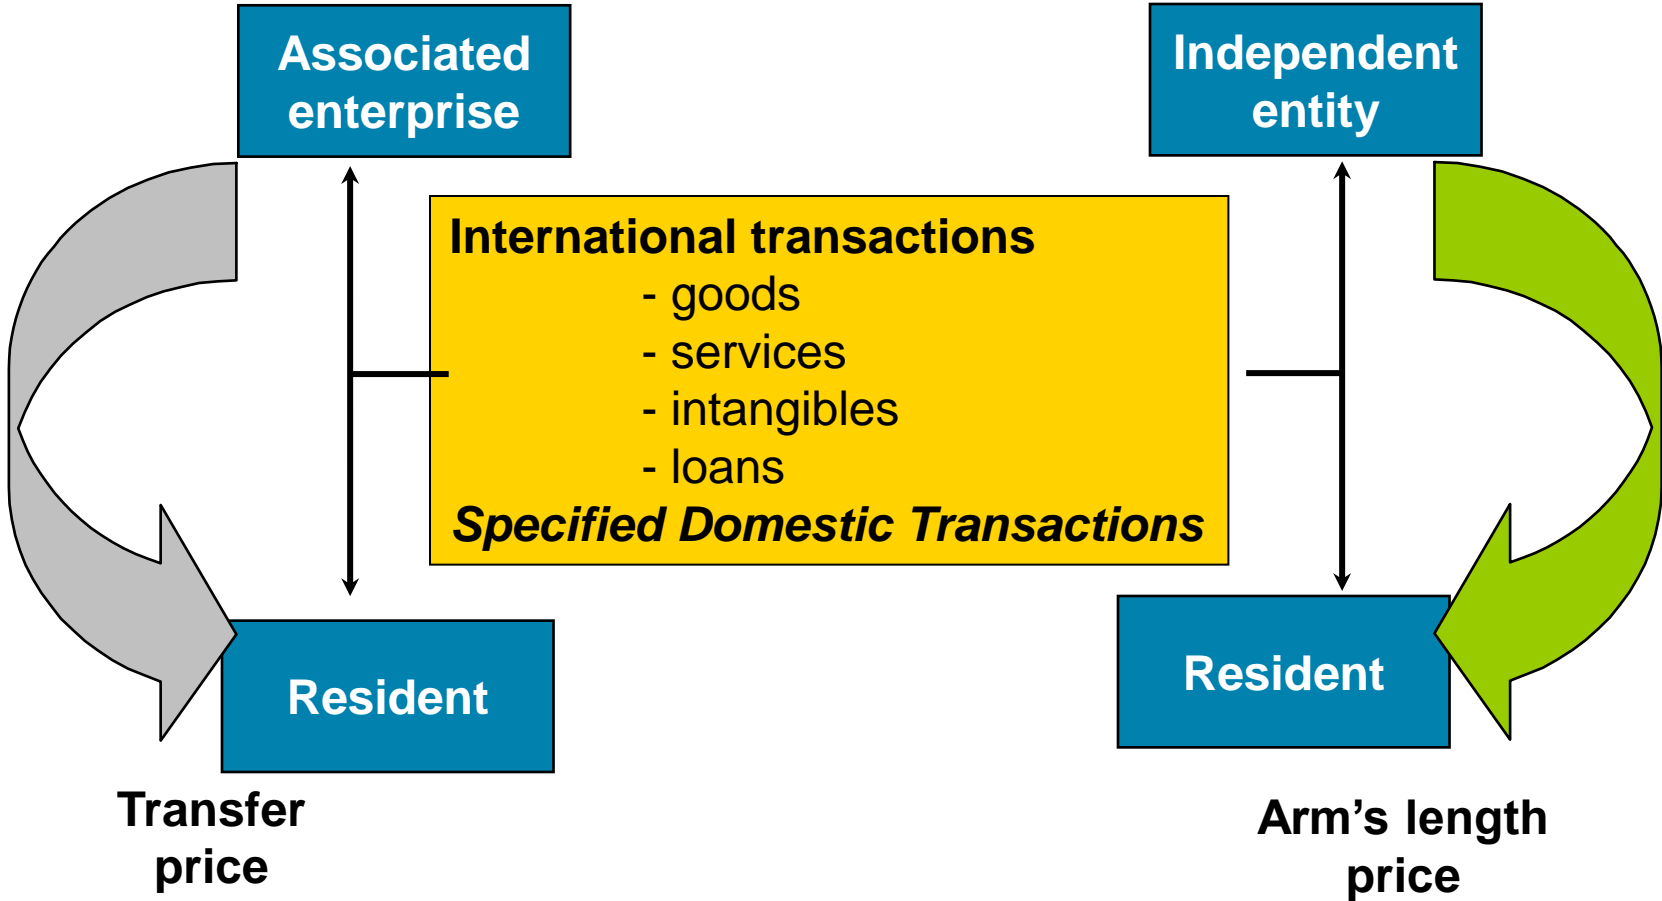 Associated
enterprise
Independent
entity
International transactions
- goods
- services
- intangibles
- loans
Specified Domestic Transactions
Resident
Resident
Transfer
price
Arm’s length
price